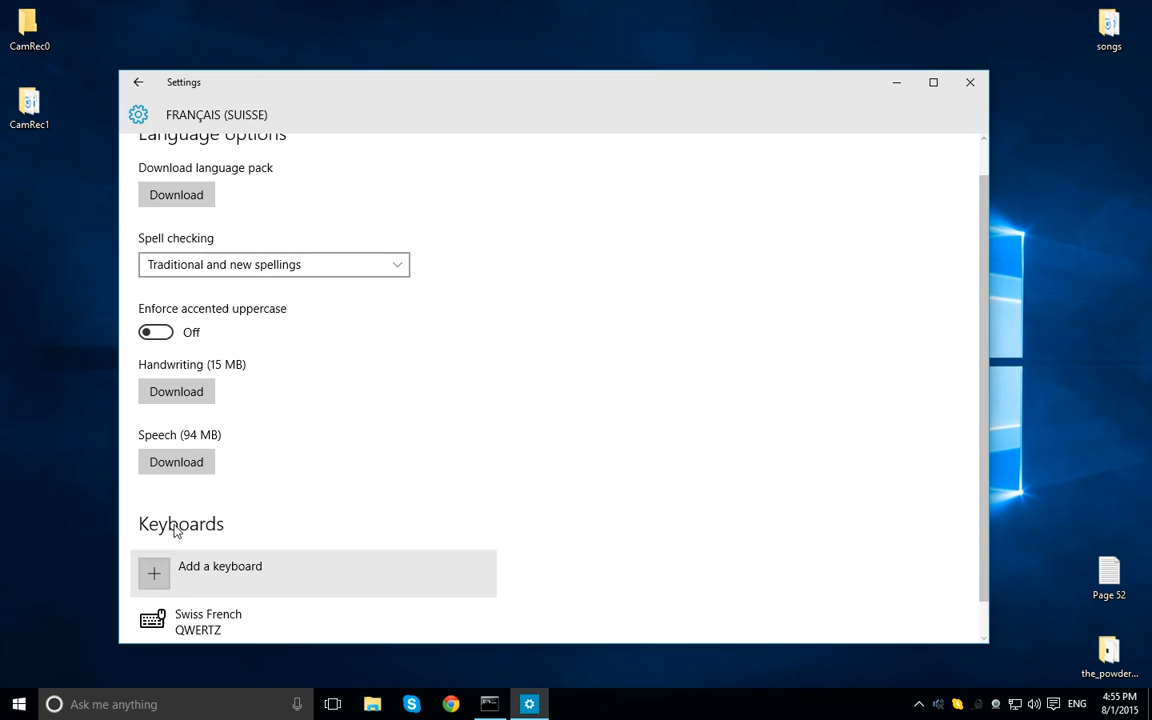 CamRec0
CamRec1
songs
Settings
FRANÇAIS (SUISSE)
Language options
Download language pack
Download
Spell checking
Traditional and new spellings
Enforce accented uppercase
Off
Handwriting (15 MB)
Download
Speech (94 MB)
Download
Keyboards
Add a keyboard
Swiss French
QWERTZ
Page 52
the_powder...
Ask me anything
ENG
4:55 PM
8/1/2015